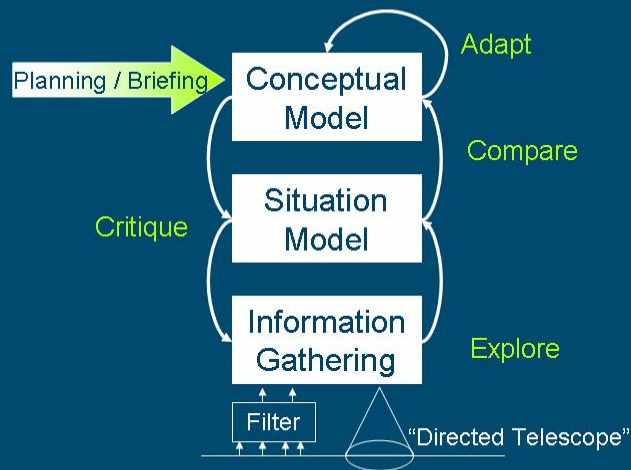 Adapt
Planning / Briefing
Conceptual
Model
Compare
Situation
Model
Critique
Information
Gathering
Explore
Filter
“Directed Telescope”